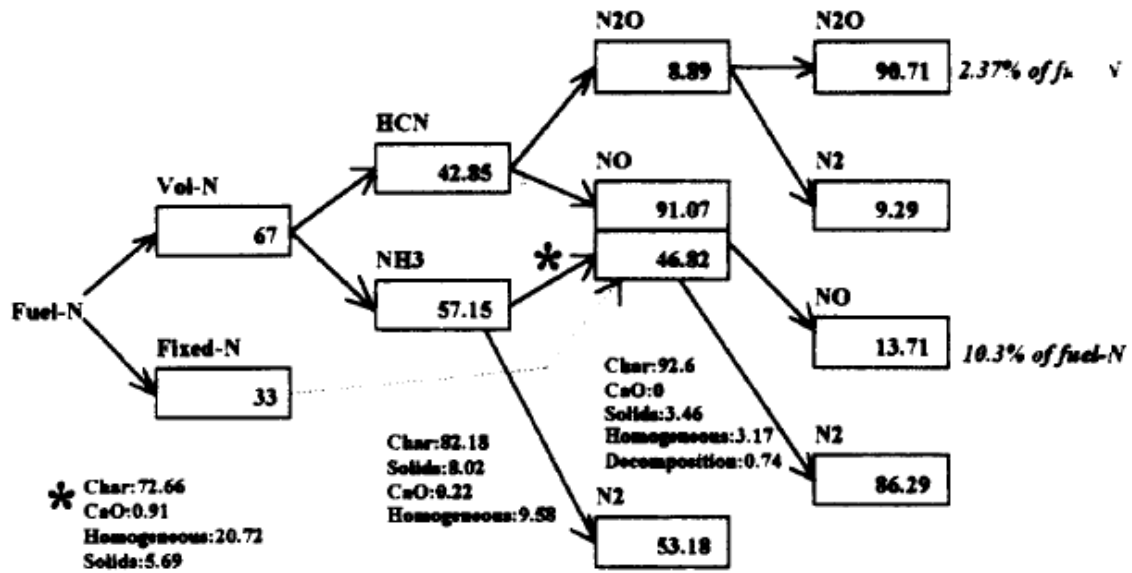 N2O
8.89
N2O
90.71
2.37% of
HCN
42.85
NO
91.07
46.82
N2
9.29
Vol-N
67
NH3
57.15
*
Fuel-N
Fixed-N
33
NO
13.71
10.3% of fuel-N
Char:92.6
CaO:0
Solids:3.46
Homogeneous:3.17
Decomposition:0.74
N2
86.29
Char:82.18
Solids:8.02
CaO:0.22
Homogeneous:9.58
N2
53.18
* Char:72.66
CaO:0.91
Homogeneous:20.72
Solids:5.69